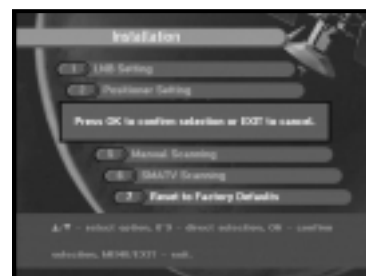 Installation
1 LNB Setting
2 Positioner Setting
Press OK to confirm selection or EXIT to cancel.
5 Manual Scanning
6 SMATV Scanning
7 Reset to Factory Defaults
▲/▼ - select option, 0~9 - direct selection, OK - confirm
selection, MENU/EXIT - exit.